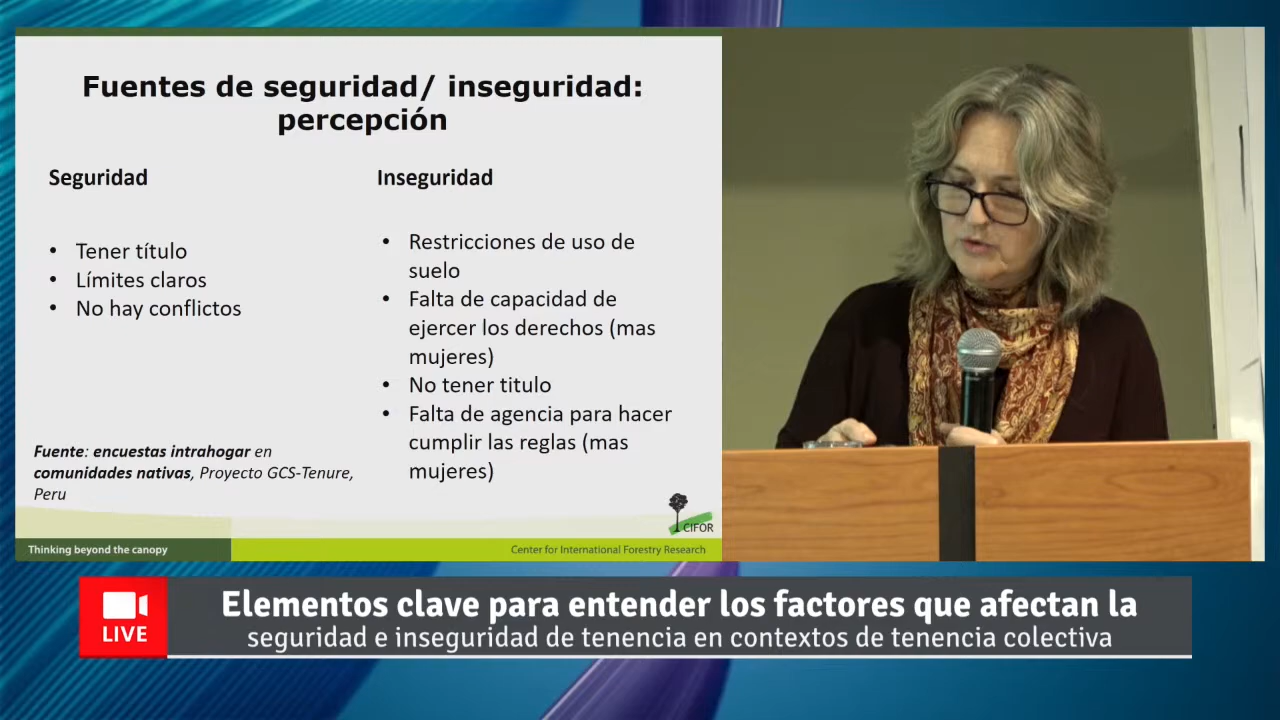 Fuentes de seguridad/ inseguridad:
percepción
Seguridad
• Tener título
• Límites claros
• No hay conflictos
Inseguridad
• Restricciones de uso de
suelo
• Falta de capacidad de
ejercer los derechos (mas
mujeres)
• No tener titulo
• Falta de agencia para hacer
cumplir las reglas (mas
mujeres)
Fuente: encuestas intrahogar en
comunidades nativas, Proyecto GCS-Tenure,
Peru
CIFOR
Thinking beyond the canopy
Center for International Forestry Research
LIVE
Elementos clave para entender los factores que afectan la
seguridad e inseguridad de tenencia en contextos de tenencia colectiva